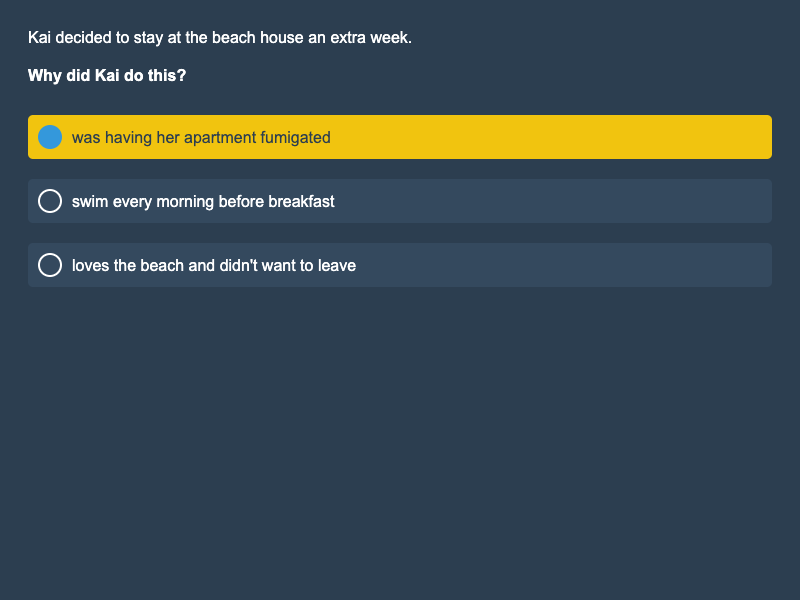 Kai decided to stay at the beach house an extra week.
Why did Kai do this?
was having her apartment fumigated
swim every morning before breakfast
loves the beach and didn't want to leave